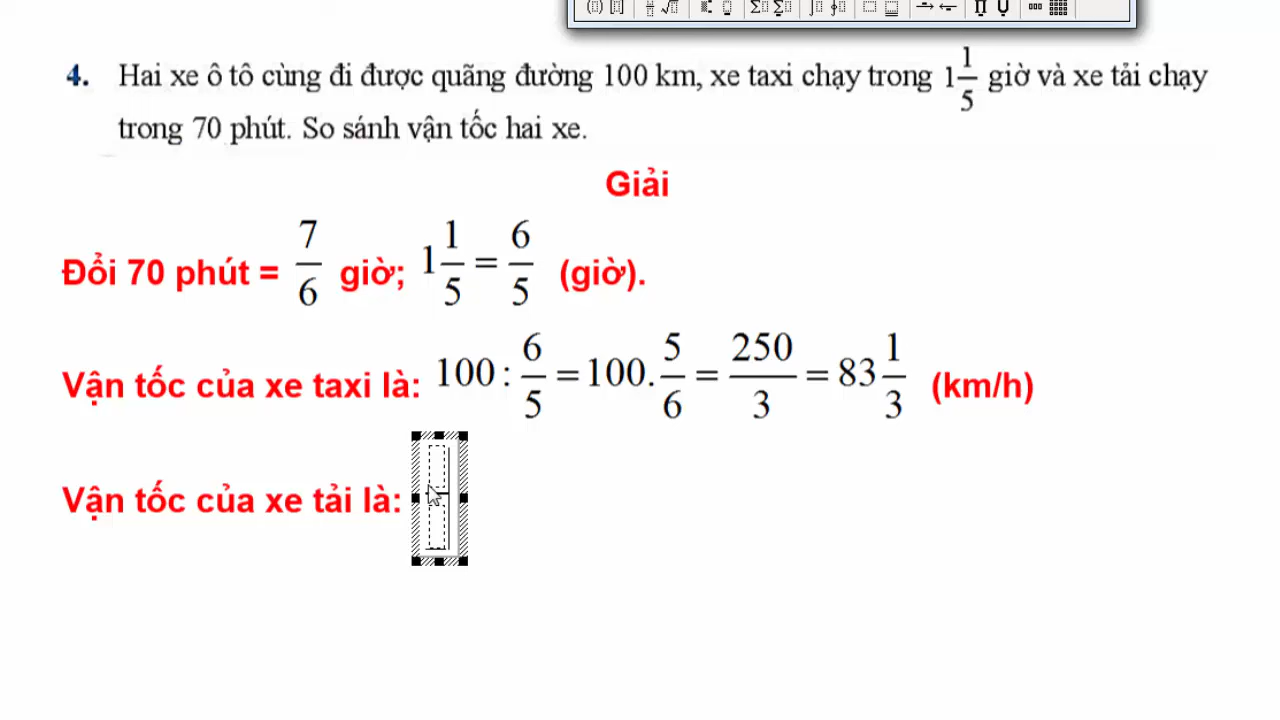 4. Hai xe ô tô cùng đi được quãng đường 100 km, xe taxi chạy trong 1 1/5 giờ và xe tải chạy
trong 70 phút. So sánh vận tốc hai xe.
Giải
Đổi 70 phút = 7/6 giờ; 1 1/5 = 6/5 (giờ).
Vận tốc của xe taxi là: 100 : 6/5 = 100. 5/6 = 250/3 = 83 1/3 (km/h)
Vận tốc của xe tải là: